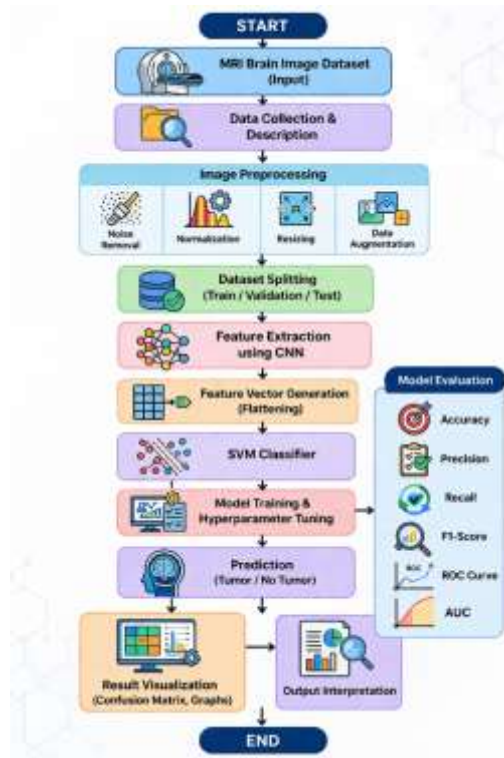 START
MRI Brain Image Dataset
(Input)
Data Collection &
Description
Image Preprocessing
Noise
Removal
Normalization
Resizing
Data
Augmentation
Dataset Splitting
(Train / Validation / Test)
Feature Extraction
using CNN
Feature Vector Generation
(Flattening)
SVM Classifier
Model Training &
Hyperparameter Tuning
Prediction
(Tumor / No Tumor)
Result Visualization
(Confusion Matrix, Graphs)
Output Interpretation
END
Model Evaluation
Accuracy
Precision
Recall
F1-Score
ROC
ROC Curve
AUC